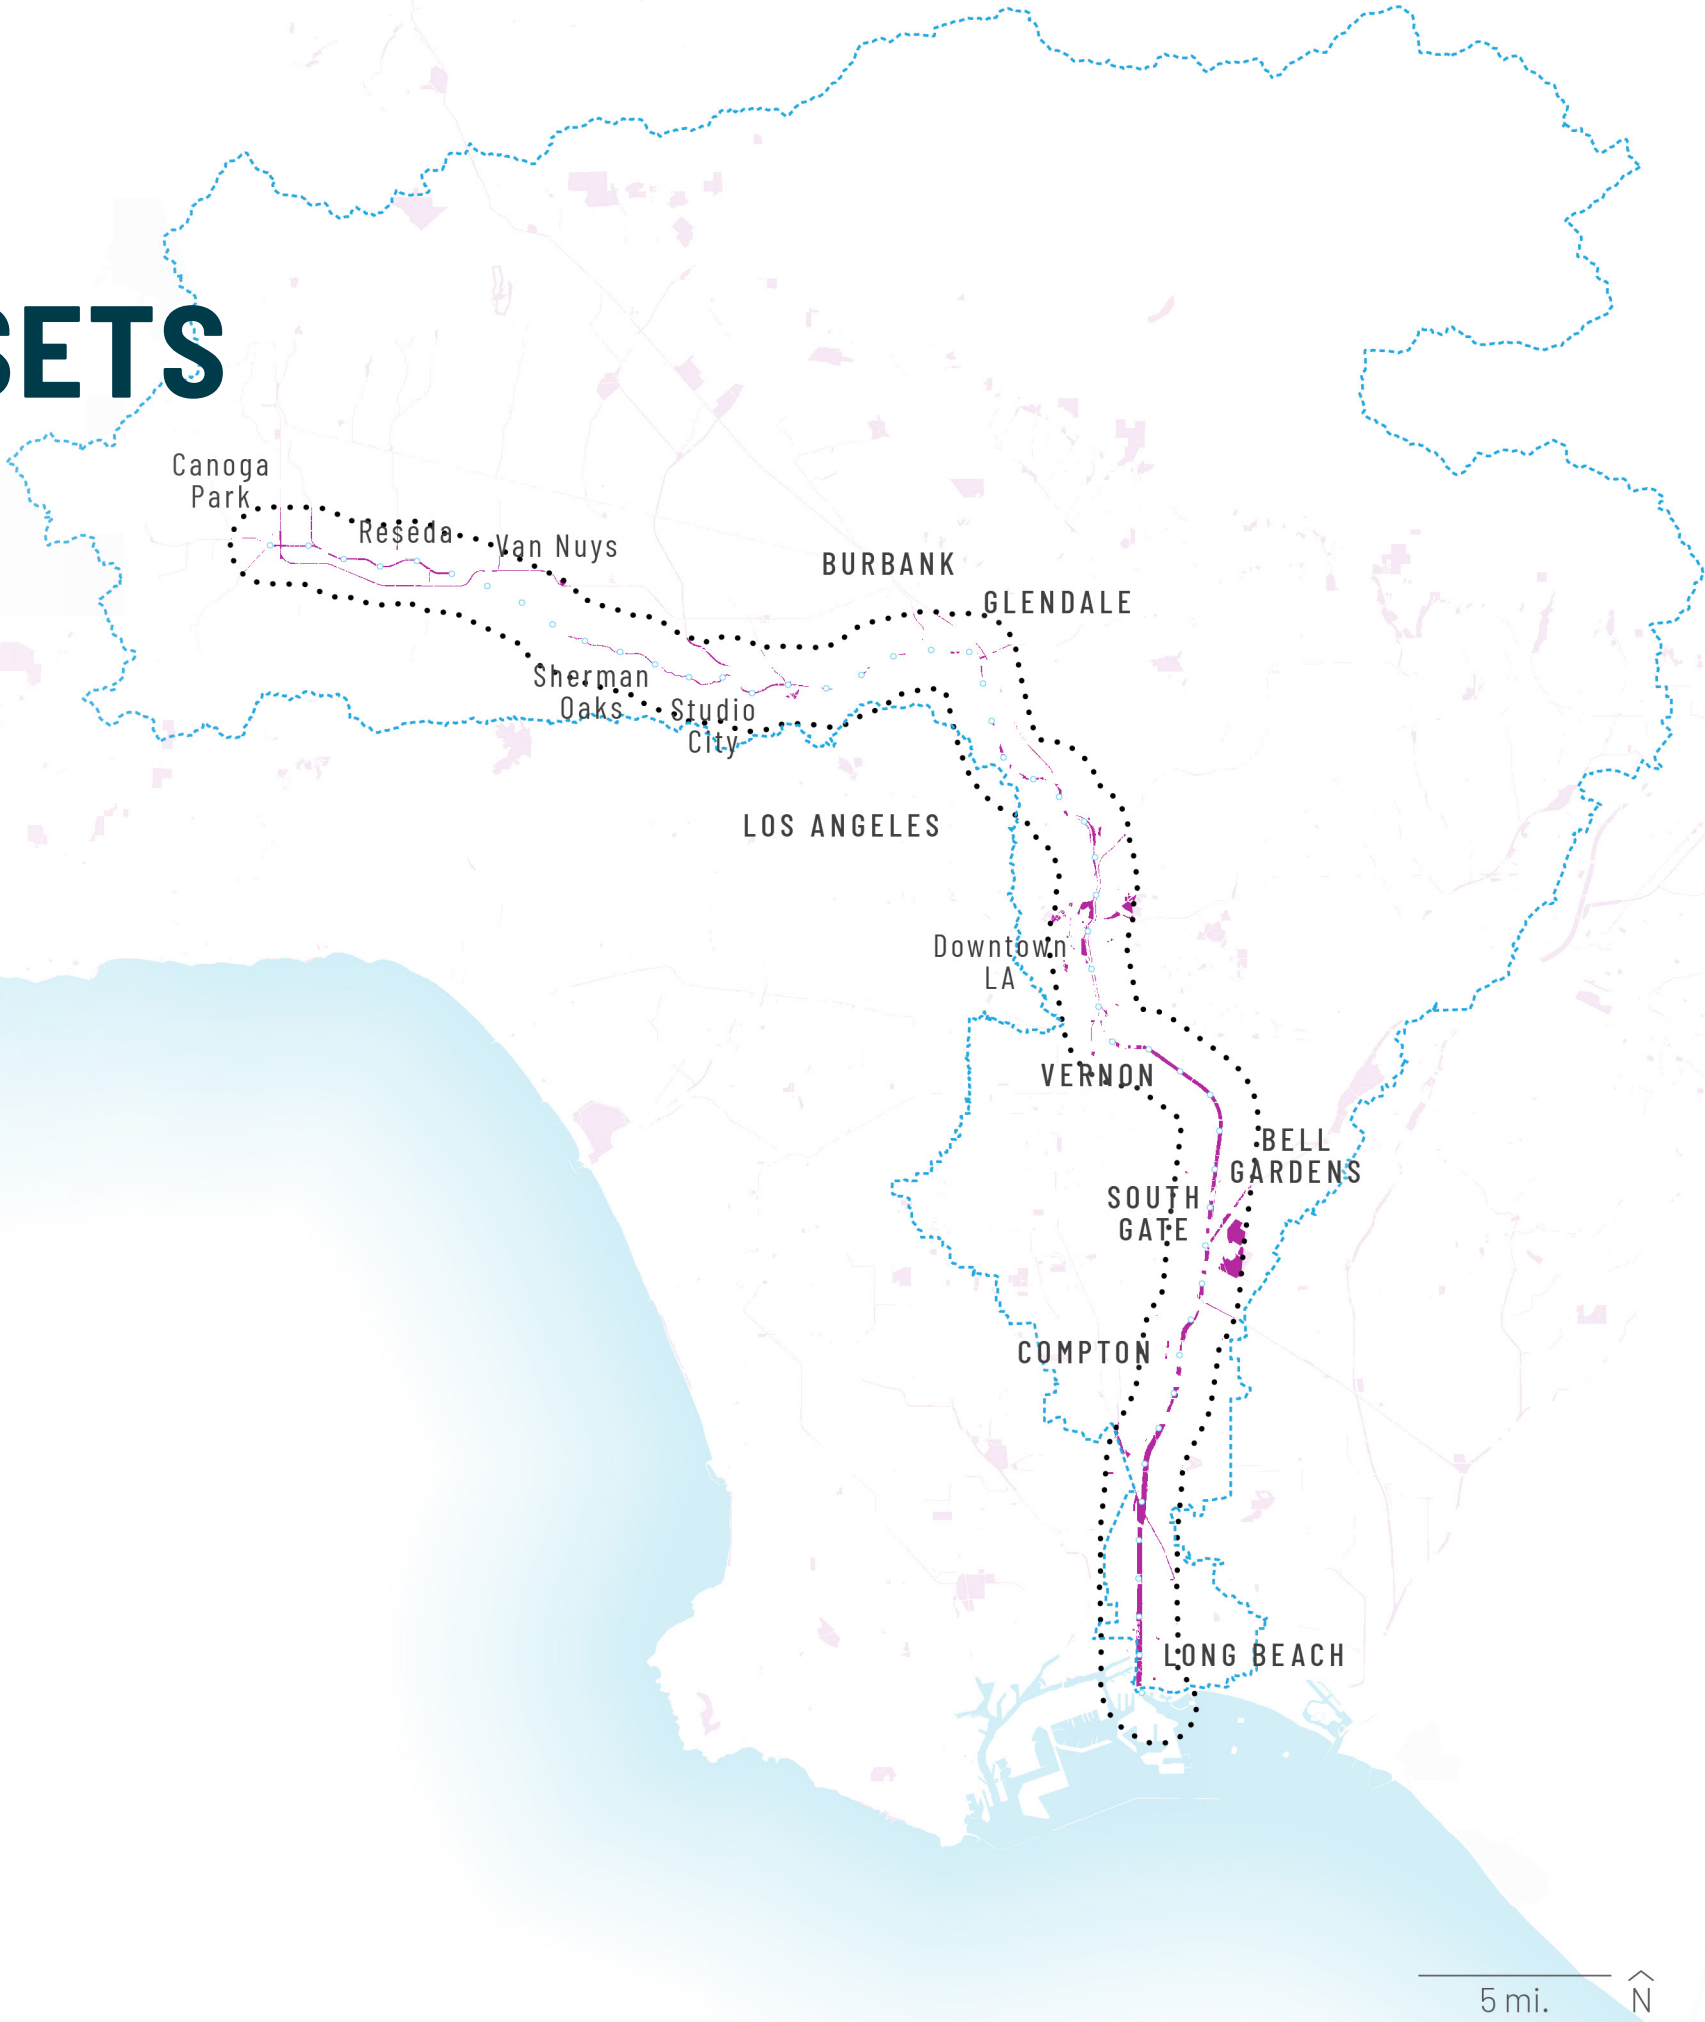 SETS
Canoga
Park
Reseda
Van Nuys
BURBANK
GLENDALE
Sherman
Oaks
Studio
City
LOS ANGELES
Downtown
LA
VERNON
BELL
GARDENS
SOUTH
GATE
COMPTON
LONG BEACH
5 mi.
N